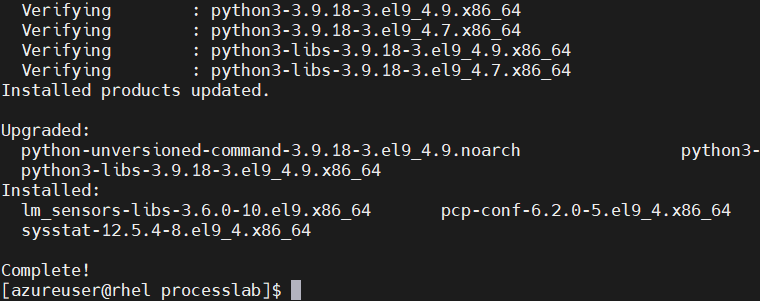 Verifying        : python3-3.9.18-3.el9_4.9.x86_64
Verifying        : python3-3.9.18-3.el9_4.7.x86_64
Verifying        : python3-libs-3.9.18-3.el9_4.9.x86_64
Verifying        : python3-libs-3.9.18-3.el9_4.7.x86_64
Installed products updated.
Upgraded:
python-unversioned-command-3.9.18-3.el9_4.9.noarch                python3-
python3-libs-3.9.18-3.el9_4.9.x86_64
Installed:
lm_sensors-libs-3.6.0-10.el9.x86_64       pcp-conf-6.2.0-5.el9_4.x86_64
sysstat-12.5.4-8.el9_4.x86_64
Complete!
[azureuser@rhel processlab]$